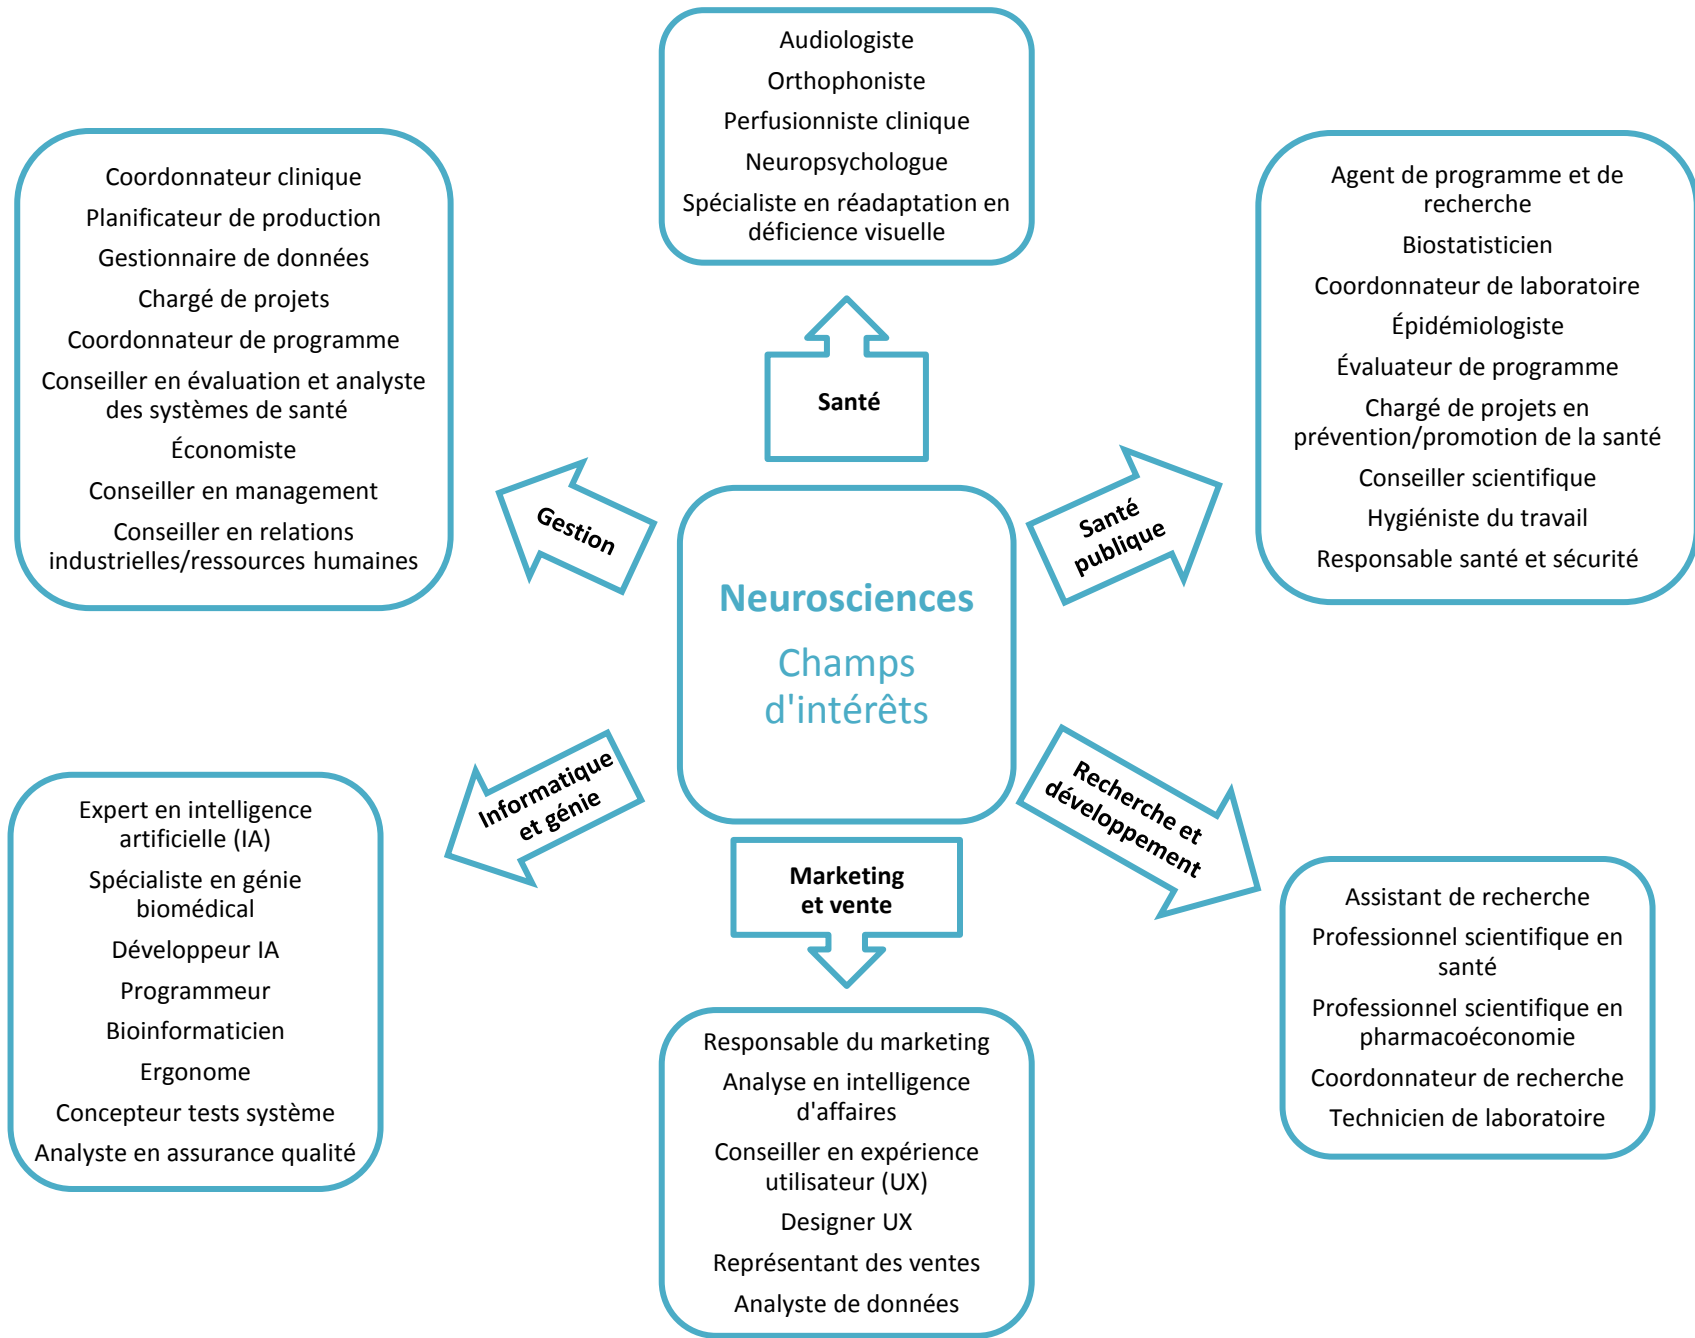 Audiologiste
Orthophoniste
Perfusionniste clinique
Neuropsychologue
Spécialiste en réadaptation en
déficience visuelle
Coordonnateur clinique
Planificateur de production
Gestionnaire de données
Chargé de projets
Coordonnateur de programme
Conseiller en évaluation et analyste
des systèmes de santé
Économiste
Conseiller en management
Conseiller en relations
industrielles/ressources humaines
Agent de programme et de
recherche
Biostatisticien
Coordonnateur de laboratoire
Épidémiologiste
Évaluateur de programme
Chargé de projets en
prévention/promotion de la santé
Conseiller scientifique
Hygiéniste du travail
Responsable santé et sécurité
Santé
Gestion
Santé
publique
Neurosciences
Champs
d'intérêts
Informatique
et génie
Marketing
et vente
Recherche et
développement
Expert en intelligence
artificielle (IA)
Spécialiste en génie
biomédical
Développeur IA
Programmeur
Bioinformaticien
Ergonome
Concepteur tests système
Analyste en assurance qualité
Responsable du marketing
Analyse en intelligence
d'affaires
Conseiller en expérience
utilisateur (UX)
Designer UX
Représentant des ventes
Analyste de données
Assistant de recherche
Professionnel scientifique en
santé
Professionnel scientifique en
pharmacoéconomie
Coordonnateur de recherche
Technicien de laboratoire